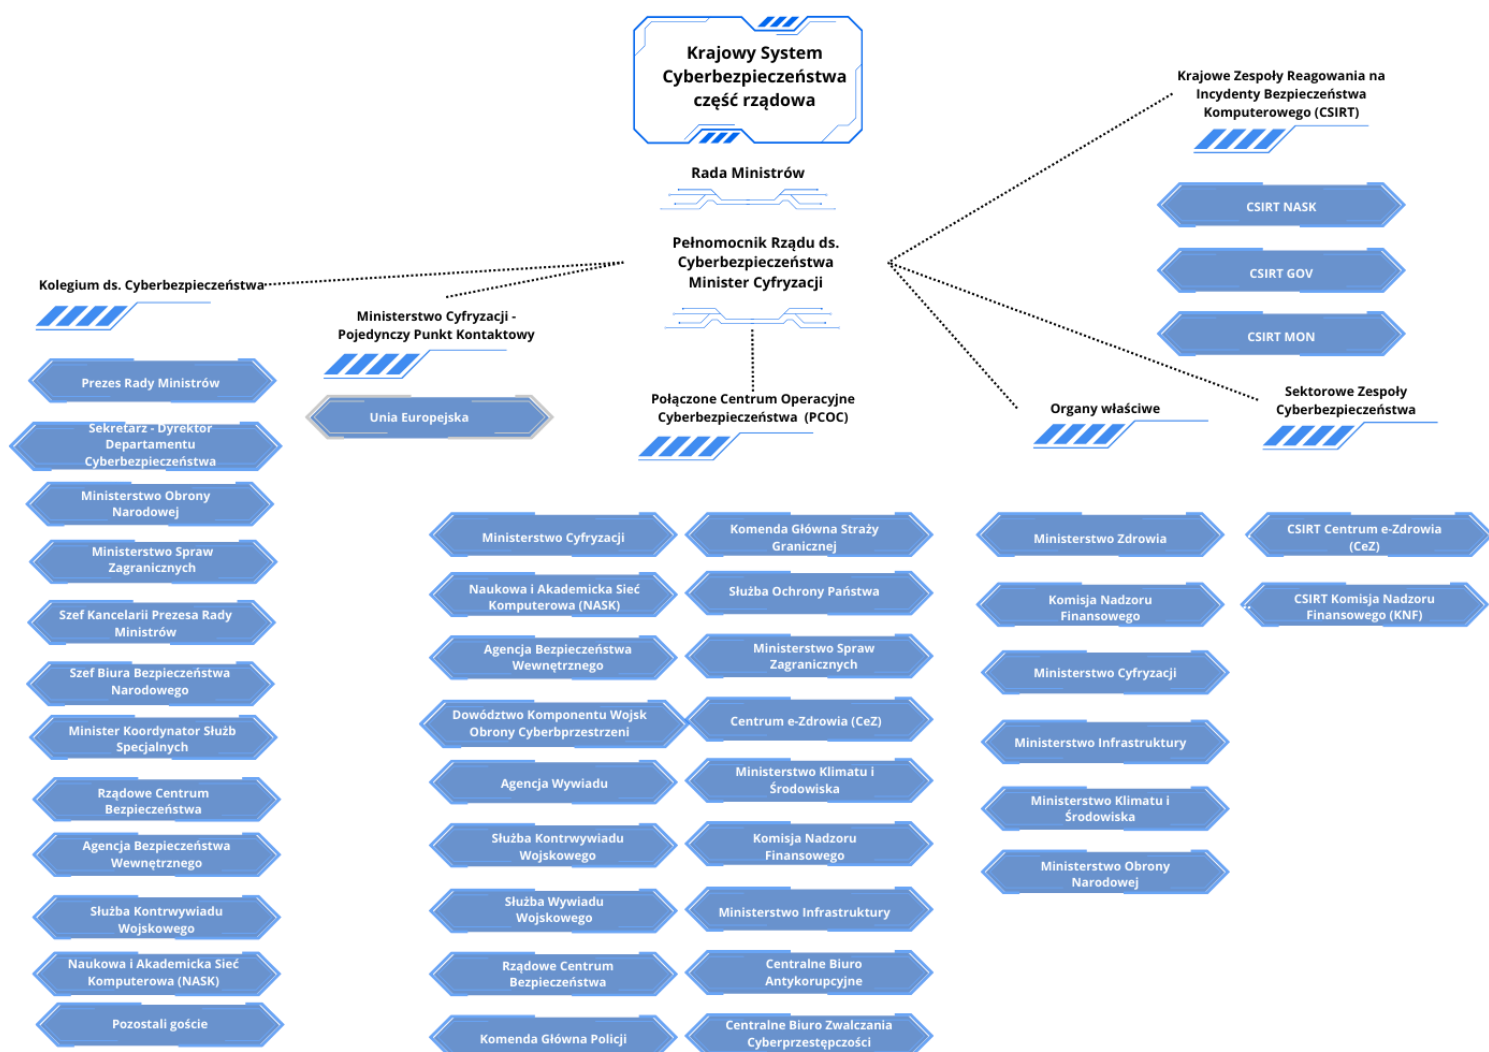 Krajowy System
Cyberbezpieczeństwa
część rządowa
Rada Ministrów
Pełnomocnik Rządu ds.
Cyberbezpieczeństwa
Minister Cyfryzacji
Kolegium ds. Cyberbezpieczeństwa
Prezes Rady Ministrów
Sekretarz - Dyrektor
Departamentu
Cyberbezpieczeństwa
Ministerstwo Obrony
Narodowej
Ministerstwo Spraw
Zagranicznych
Szef Kancelarii Prezesa Rady
Ministrów
Szef Biura Bezpieczeństwa
Narodowego
Minister Koordynator Służb
Specjalnych
Rządowe Centrum
Bezpieczeństwa
Agencja Bezpieczeństwa
Wewnętrznego
Służba Kontrwywiadu
Wojskowego
Naukowa i Akademicka Sieć
Komputerowa (NASK)
Pozostali goście
Ministerstwo Cyfryzacji -
Pojedynczy Punkt Kontaktowy
Unia Europejska
Połączone Centrum Operacyjne
Cyberbezpieczeństwa (PCOC)
Ministerstwo Cyfryzacji
Naukowa i Akademicka Sieć
Komputerowa (NASK)
Agencja Bezpieczeństwa
Wewnętrznego
Dowództwo Komponentu Wojsk
Obrony Cyberbprzestrzeni
Agencja Wywiadu
Służba Kontrwywiadu
Wojskowego
Służba Wywiadu
Wojskowego
Rządowe Centrum
Bezpieczeństwa
Komenda Główna Policji
Komenda Główna Straży
Granicznej
Służba Ochrony Państwa
Ministerstwo Spraw
Zagranicznych
Centrum e-Zdrowia (CeZ)
Ministerstwo Klimatu i
Środowiska
Komisja Nadzoru
Finansowego
Ministerstwo Infrastruktury
Centralne Biuro
Antykorupcyjne
Centralne Biuro Zwalczania
Cyberprzestępczości
Organy właściwe
Ministerstwo Zdrowia
Komisja Nadzoru
Finansowego
Ministerstwo Cyfryzacji
Ministerstwo Infrastruktury
Ministerstwo Klimatu i
Środowiska
Ministerstwo Obrony
Narodowej
Krajowe Zespoły Reagowania na
Incydenty Bezpieczeństwa
Komputerowego (CSIRT)
CSIRT NASK
CSIRT GOV
CSIRT MON
Sektorowe Zespoły
Cyberbezpieczeństwa
CSIRT Centrum e-Zdrowia
(CeZ)
CSIRT Komisja Nadzoru
Finansowego (KNF)